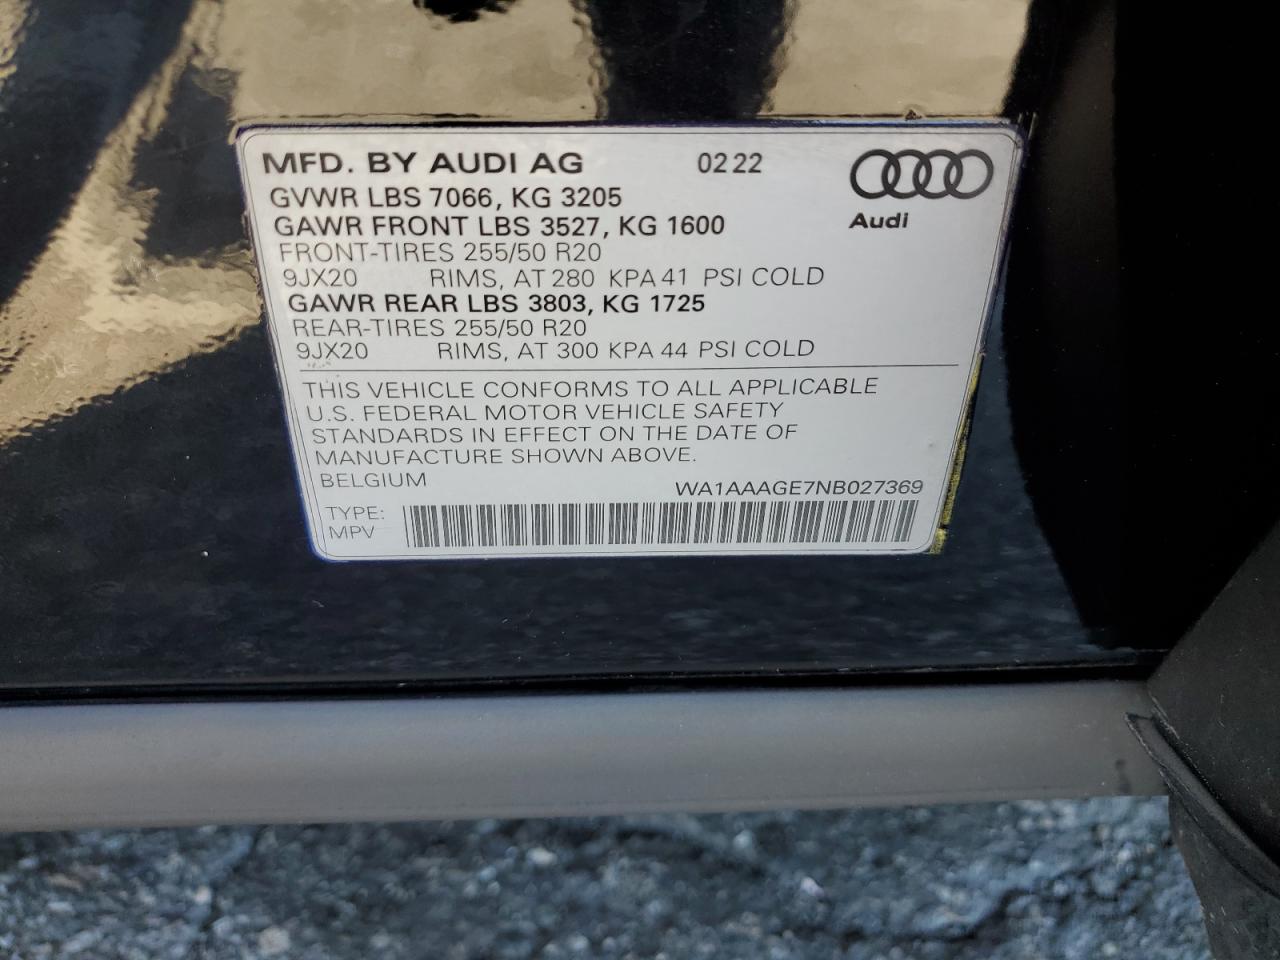 MFD. BY AUDI AG 02 22
GVWR LBS 7066, KG 3205
GAWR FRONT LBS 3527, KG 1600
Audi
FRONT-TIRES 255/50 R20
9JX20 RIMS, AT 280 KPA 41 PSI COLD
GAWR REAR LBS 3803, KG 1725
REAR-TIRES 255/50 R20
9JX20 RIMS, AT 300 KPA 44 PSI COLD
THIS VEHICLE CONFORMS TO ALL APPLICABLE
U.S. FEDERAL MOTOR VEHICLE SAFETY
STANDARDS IN EFFECT ON THE DATE OF
MANUFACTURE SHOWN ABOVE.
BELGIUM WA1AAAGE7NB027369
TYPE:
MPV